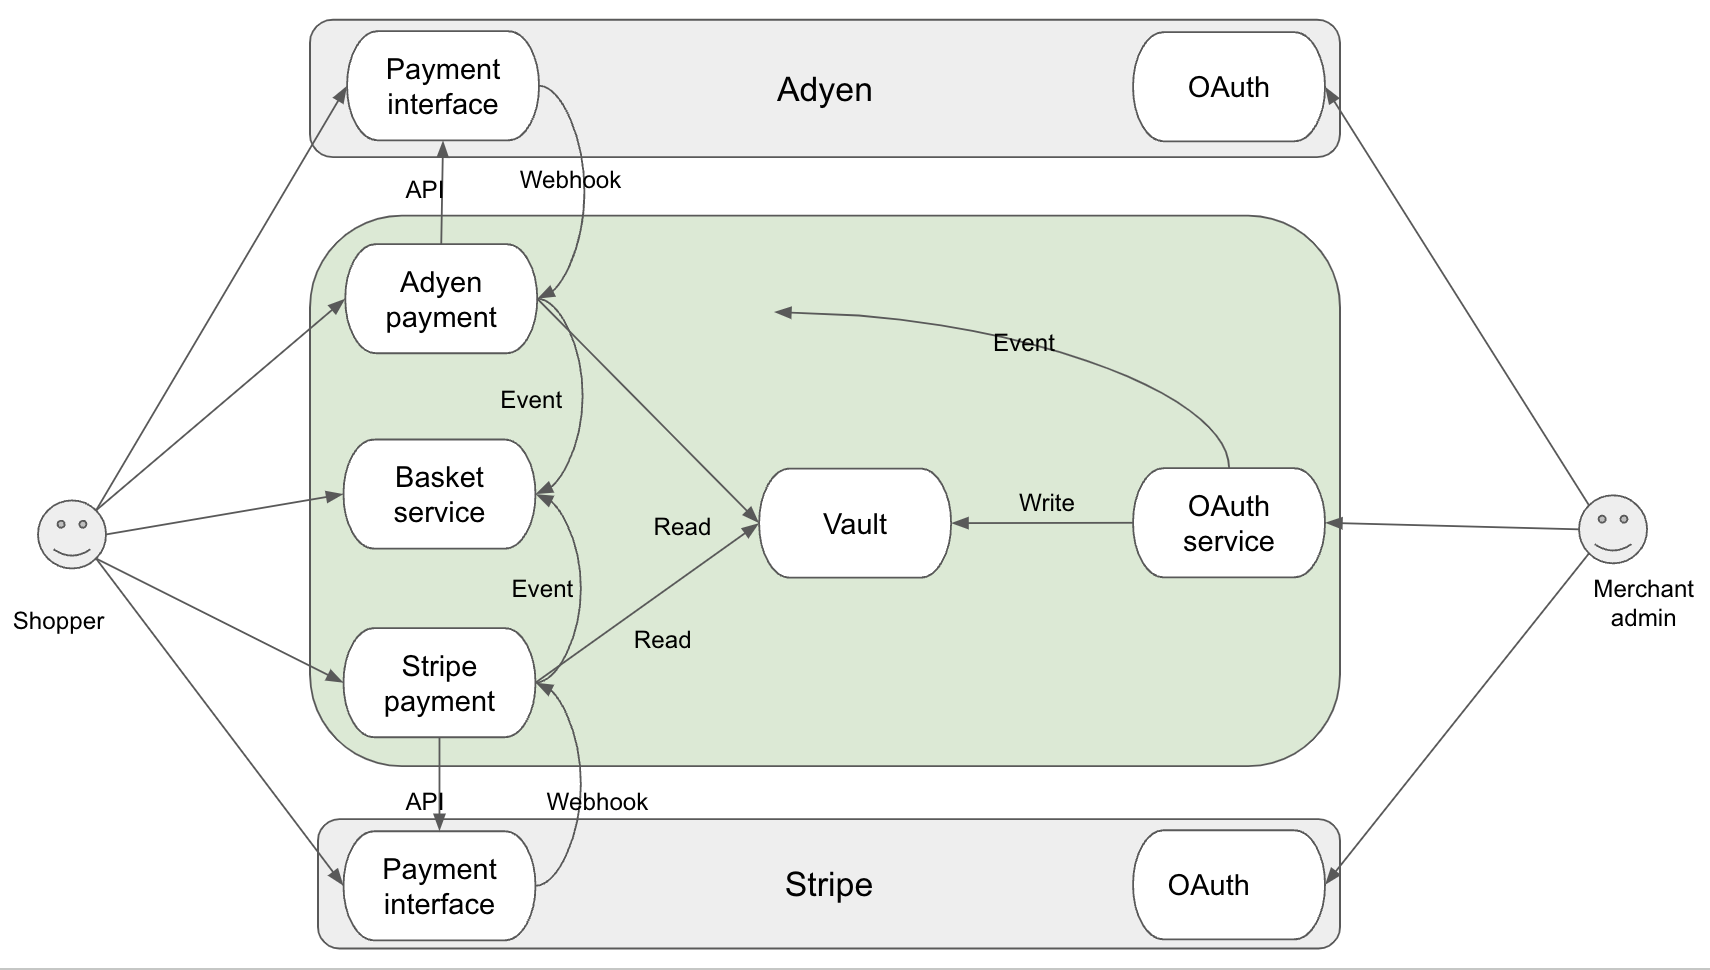 Payment
interface
Adyen
OAuth
API
Webhook
Adyen
payment
Event
Event
Basket
service
Read
Vault
Write
OAuth
service
Event
Shopper
Merchant
admin
Read
Stripe
payment
API
Webhook
Payment
interface
Stripe
OAuth